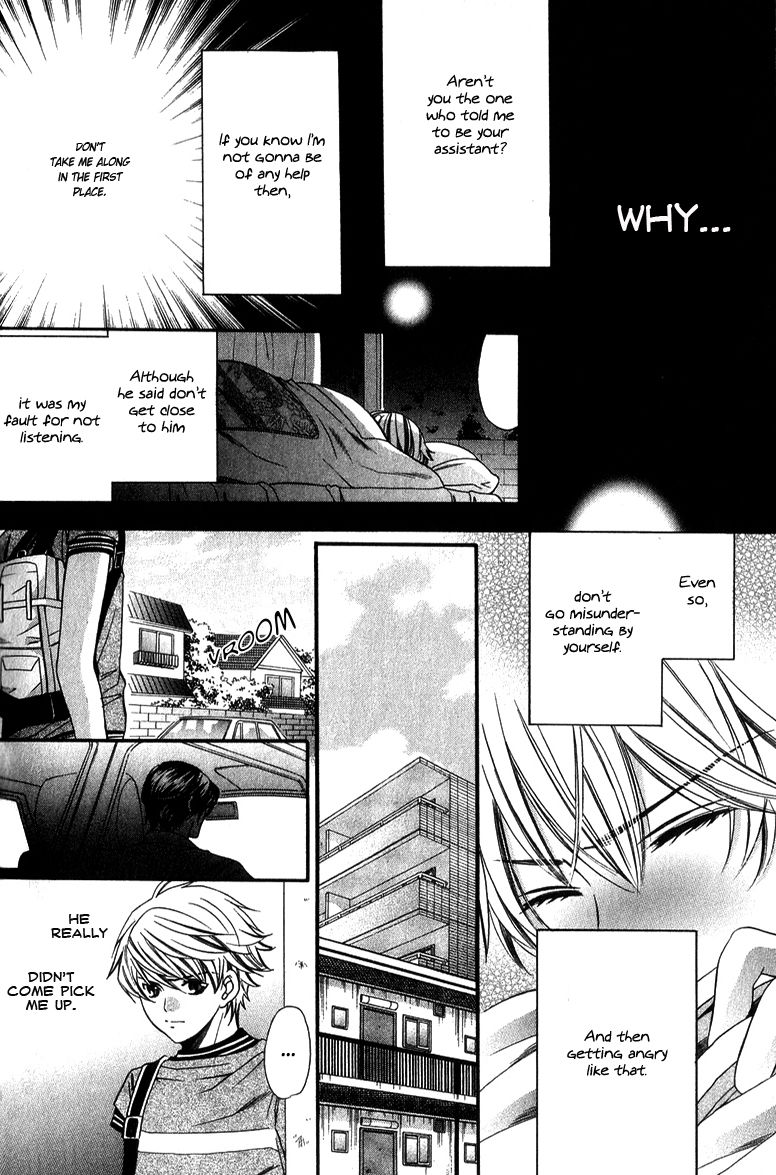 WHY...
Aren't
you the one
who told me
to be your
assistant?
If you know I'm
not gonna be
of any help
then,
DON'T
TAKE ME ALONG
IN THE FIRST
PLACE.
Although
he said don't
get close
to him
it was my
fault for not
listening.
Even
so,
don't
go misunder-
standing by
yourself.
And then
getting angry
like that.
VROOM
HE
REALLY
DIDN'T
COME PICK
ME UP.
...